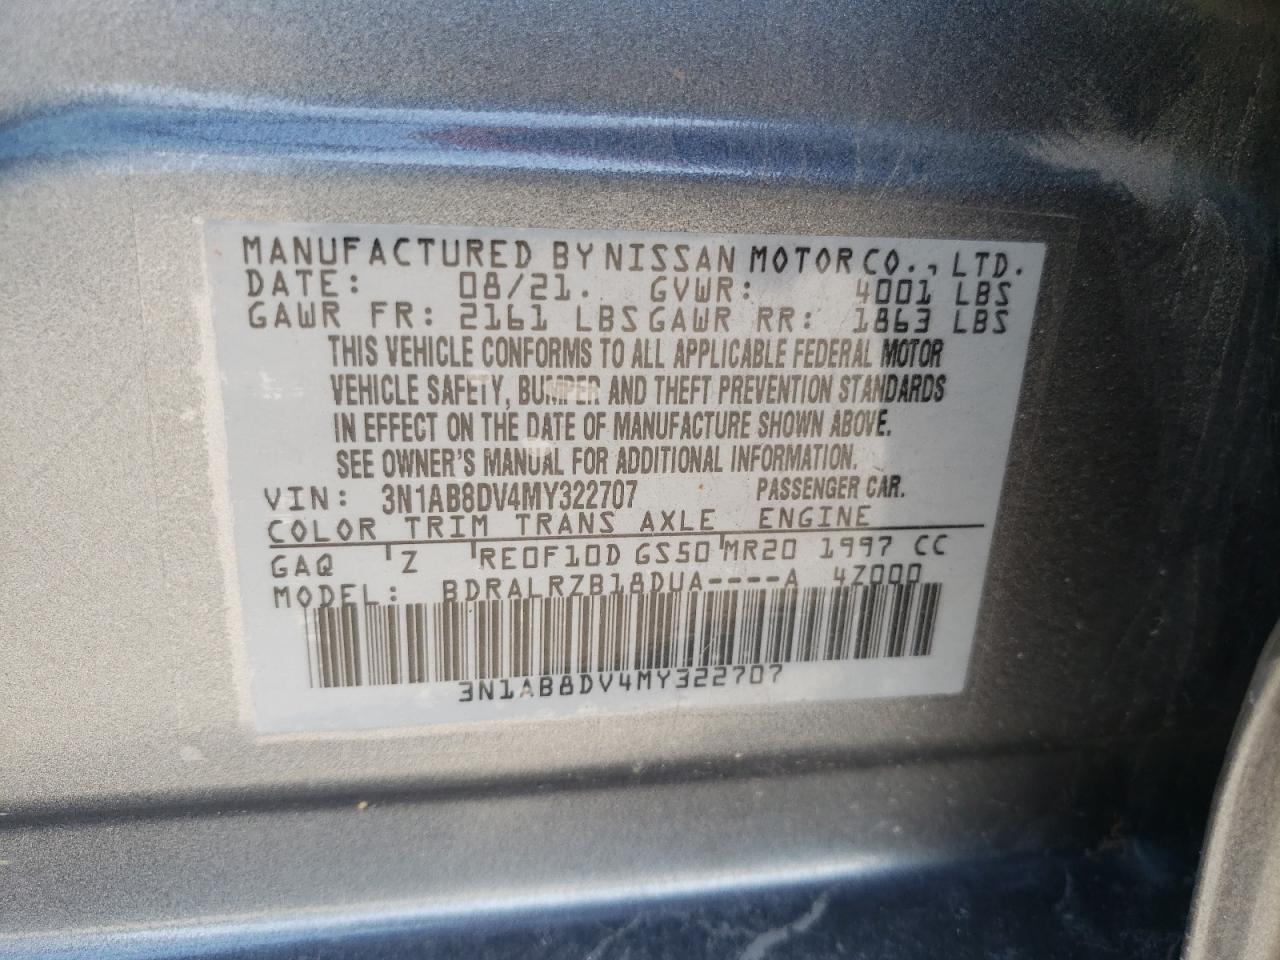 MANUFACTURED BY NISSAN MOTOR CO., LTD.
DATE: 08/21. GVWR: 4001 LBS
GAWR FR: 2161 LBS GAWR RR: 1863 LBS
THIS VEHICLE CONFORMS TO ALL APPLICABLE FEDERAL MOTOR
VEHICLE SAFETY, BUMPER AND THEFT PREVENTION STANDARDS
IN EFFECT ON THE DATE OF MANUFACTURE SHOWN ABOVE.
SEE OWNER'S MANUAL FOR ADDITIONAL INFORMATION.
VIN: 3N1AB8DV4MY322707 PASSENGER CAR.
COLOR TRIM TRANS AXLE ENGINE
GAQ Z RE0F10D GS50 MR20 1997 CC
MODEL: BDRALRZB18DUA----A 4Z000
3N1AB8DV4MY322707